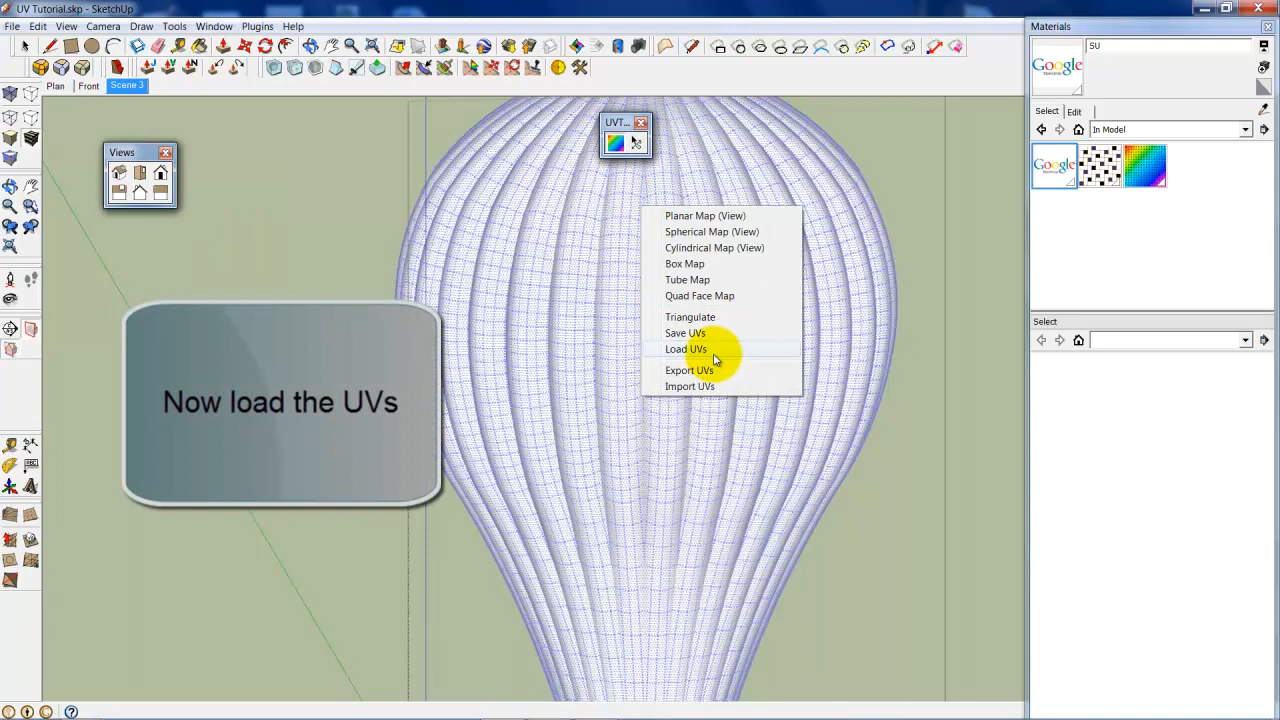 UV Tutorial.skp - SketchUp
File Edit View Camera Draw Tools Window Plugins Help
Plan Front Scene 3
Views
UVT...
Planar Map (View)
Spherical Map (View)
Cylindrical Map (View)
Box Map
Tube Map
Quad Face Map
Triangulate
Save UVs
Load UVs
Export UVs
Import UVs
Now load the UVs
Materials
SU
Google
Select Edit
In Model
Google
Select